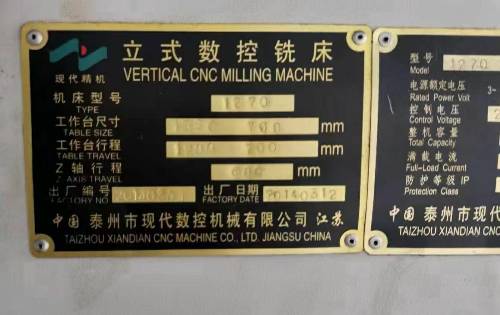 立式数控铣床
VERTICAL CNC MILLING MACHINE
现代精机
机床型号 1270
TYPE
工作台尺寸 700 mm
TABLE SIZE
工作台行程 700 mm
TABLE TRAVEL
Z轴行程 600 mm
Z AXIS TRAVEL
出厂编号 出厂日期 20140312
FACTORY DATE
中国 泰州市现代数控机械有限公司 江苏
TAIZHOU XIANDIAN CNC MACHINE CO., LTD. JIANGSU CHINA
型号 1270
Model
电源额定电压 3~
Rated Power Volt
控制电压
Control Voltage
整机容量
Total Capacity
满载电流
Full-Load Current
防护等级 IP
Protection Class
中国 泰州市现代
TAIZHOU XIANDIAN CNC